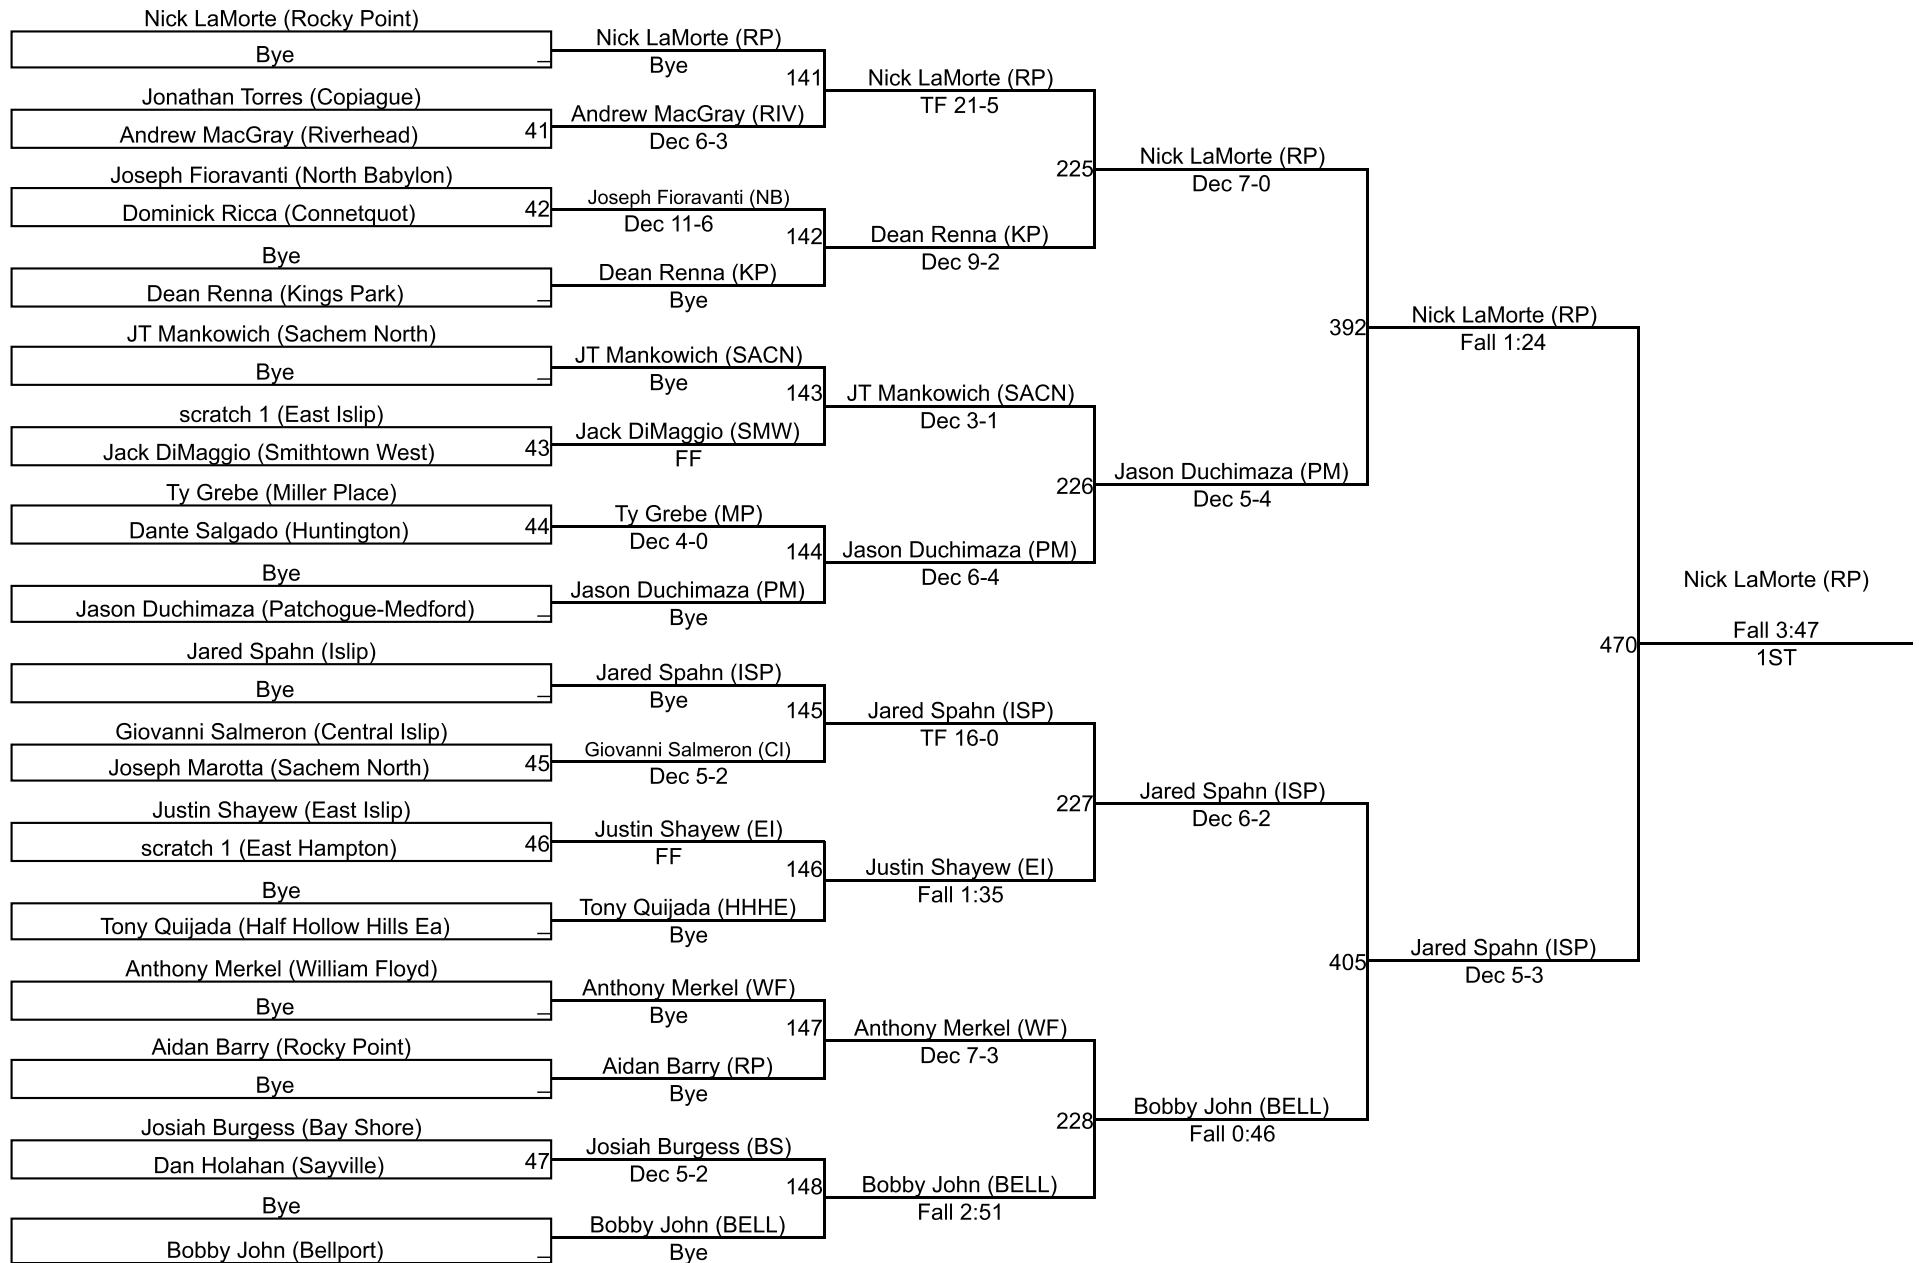 Nick LaMorte (Rocky Point)
Bye
_
Jonathan Torres (Copiague)
Andrew MacGray (Riverhead)
41
Joseph Fioravanti (North Babylon)
Dominick Ricca (Connetquot)
42
Bye
Dean Renna (Kings Park)
_
JT Mankowich (Sachem North)
Bye
_
scratch 1 (East Islip)
Jack DiMaggio (Smithtown West)
43
Ty Grebe (Miller Place)
Dante Salgado (Huntington)
44
Bye
Jason Duchimaza (Patchogue-Medford)
_
Jared Spahn (Islip)
Bye
_
Giovanni Salmeron (Central Islip)
Joseph Marotta (Sachem North)
45
Justin Shayew (East Islip)
scratch 1 (East Hampton)
46
Bye
Tony Quijada (Half Hollow Hills Ea)
_
Anthony Merkel (William Floyd)
Bye
_
Aidan Barry (Rocky Point)
Bye
_
Josiah Burgess (Bay Shore)
Dan Holahan (Sayville)
47
Bye
Bobby John (Bellport)
_
Nick LaMorte (RP)
Bye
141
Andrew MacGray (RIV)
Dec 6-3
Joseph Fioravanti (NB)
Dec 11-6
142
Dean Renna (KP)
Bye
JT Mankowich (SACN)
Bye
143
Jack DiMaggio (SMW)
FF
Ty Grebe (MP)
Dec 4-0
144
Jason Duchimaza (PM)
Bye
Jared Spahn (ISP)
Bye
145
Giovanni Salmeron (CI)
Dec 5-2
Justin Shayew (EI)
FF
146
Tony Quijada (HHHE)
Bye
Anthony Merkel (WF)
Bye
147
Aidan Barry (RP)
Bye
Josiah Burgess (BS)
Dec 5-2
148
Bobby John (BELL)
Bye
Nick LaMorte (RP)
TF 21-5
225
Dean Renna (KP)
Dec 9-2
JT Mankowich (SACN)
Dec 3-1
226
Jason Duchimaza (PM)
Dec 6-4
Jared Spahn (ISP)
TF 16-0
227
Justin Shayew (EI)
Fall 1:35
Anthony Merkel (WF)
Dec 7-3
228
Bobby John (BELL)
Fall 2:51
Nick LaMorte (RP)
Dec 7-0
392
Jason Duchimaza (PM)
Dec 5-4
Jared Spahn (ISP)
Dec 6-2
405
Bobby John (BELL)
Fall 0:46
Nick LaMorte (RP)
Fall 1:24
470
Jared Spahn (ISP)
Dec 5-3
Nick LaMorte (RP)
Fall 3:47
1ST